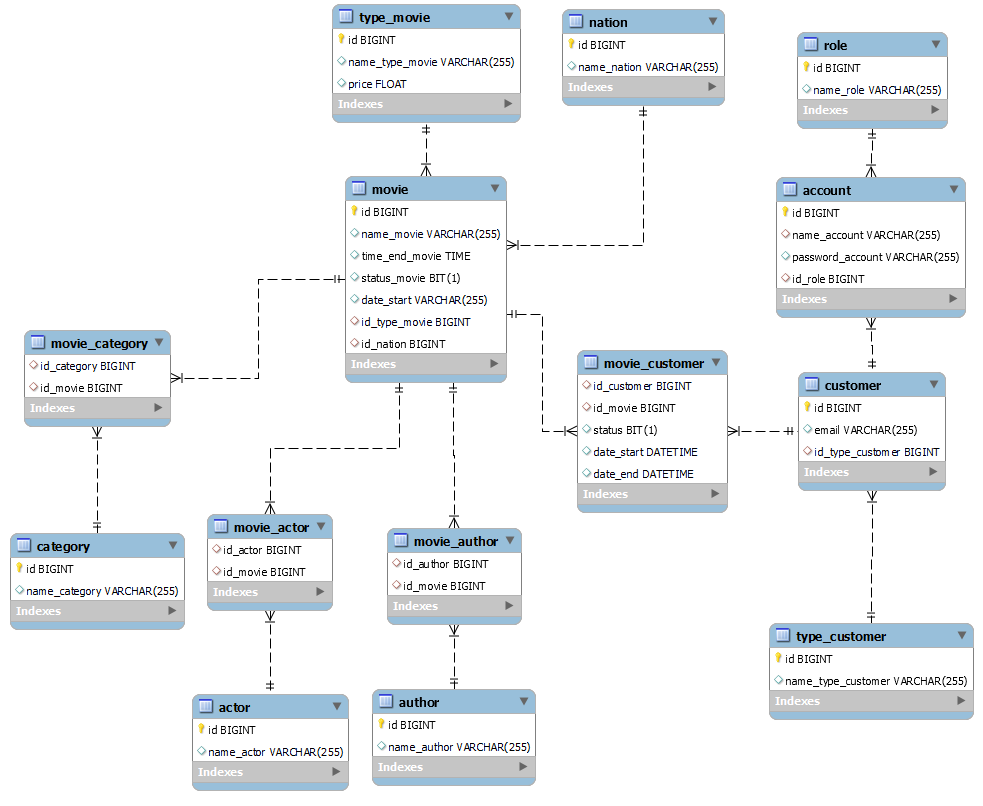 type_movie
id BIGINT
name_type_movie VARCHAR(255)
price FLOAT
Indexes
nation
id BIGINT
name_nation VARCHAR(255)
Indexes
role
id BIGINT
name_role VARCHAR(255)
Indexes
movie
id BIGINT
name_movie VARCHAR(255)
time_end_movie TIME
status_movie BIT(1)
date_start VARCHAR(255)
id_type_movie BIGINT
id_nation BIGINT
Indexes
account
id BIGINT
name_account VARCHAR(255)
password_account VARCHAR(255)
id_role BIGINT
Indexes
movie_category
id_category BIGINT
id_movie BIGINT
Indexes
movie_customer
id_customer BIGINT
id_movie BIGINT
status BIT(1)
date_start DATETIME
date_end DATETIME
Indexes
customer
id BIGINT
email VARCHAR(255)
id_type_customer BIGINT
Indexes
category
id BIGINT
name_category VARCHAR(255)
Indexes
movie_actor
id_actor BIGINT
id_movie BIGINT
Indexes
movie_author
id_author BIGINT
id_movie BIGINT
Indexes
type_customer
id BIGINT
name_type_customer VARCHAR(255)
Indexes
actor
id BIGINT
name_actor VARCHAR(255)
Indexes
author
id BIGINT
name_author VARCHAR(255)
Indexes